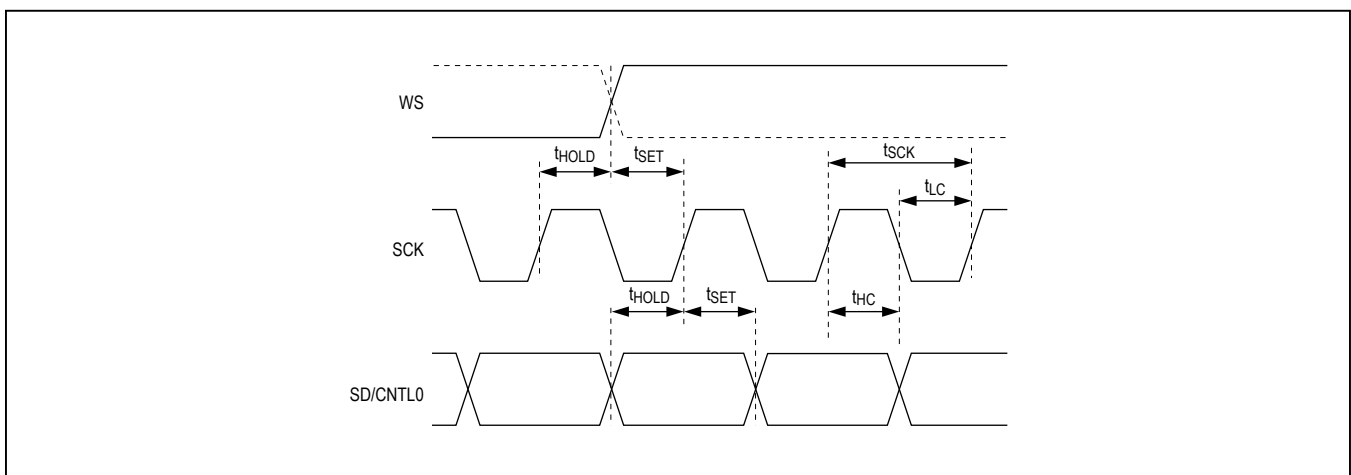 WS
tHOLD tSET tSCK
tLC
SCK
tHOLD tSET tHC
SD/CNTL0